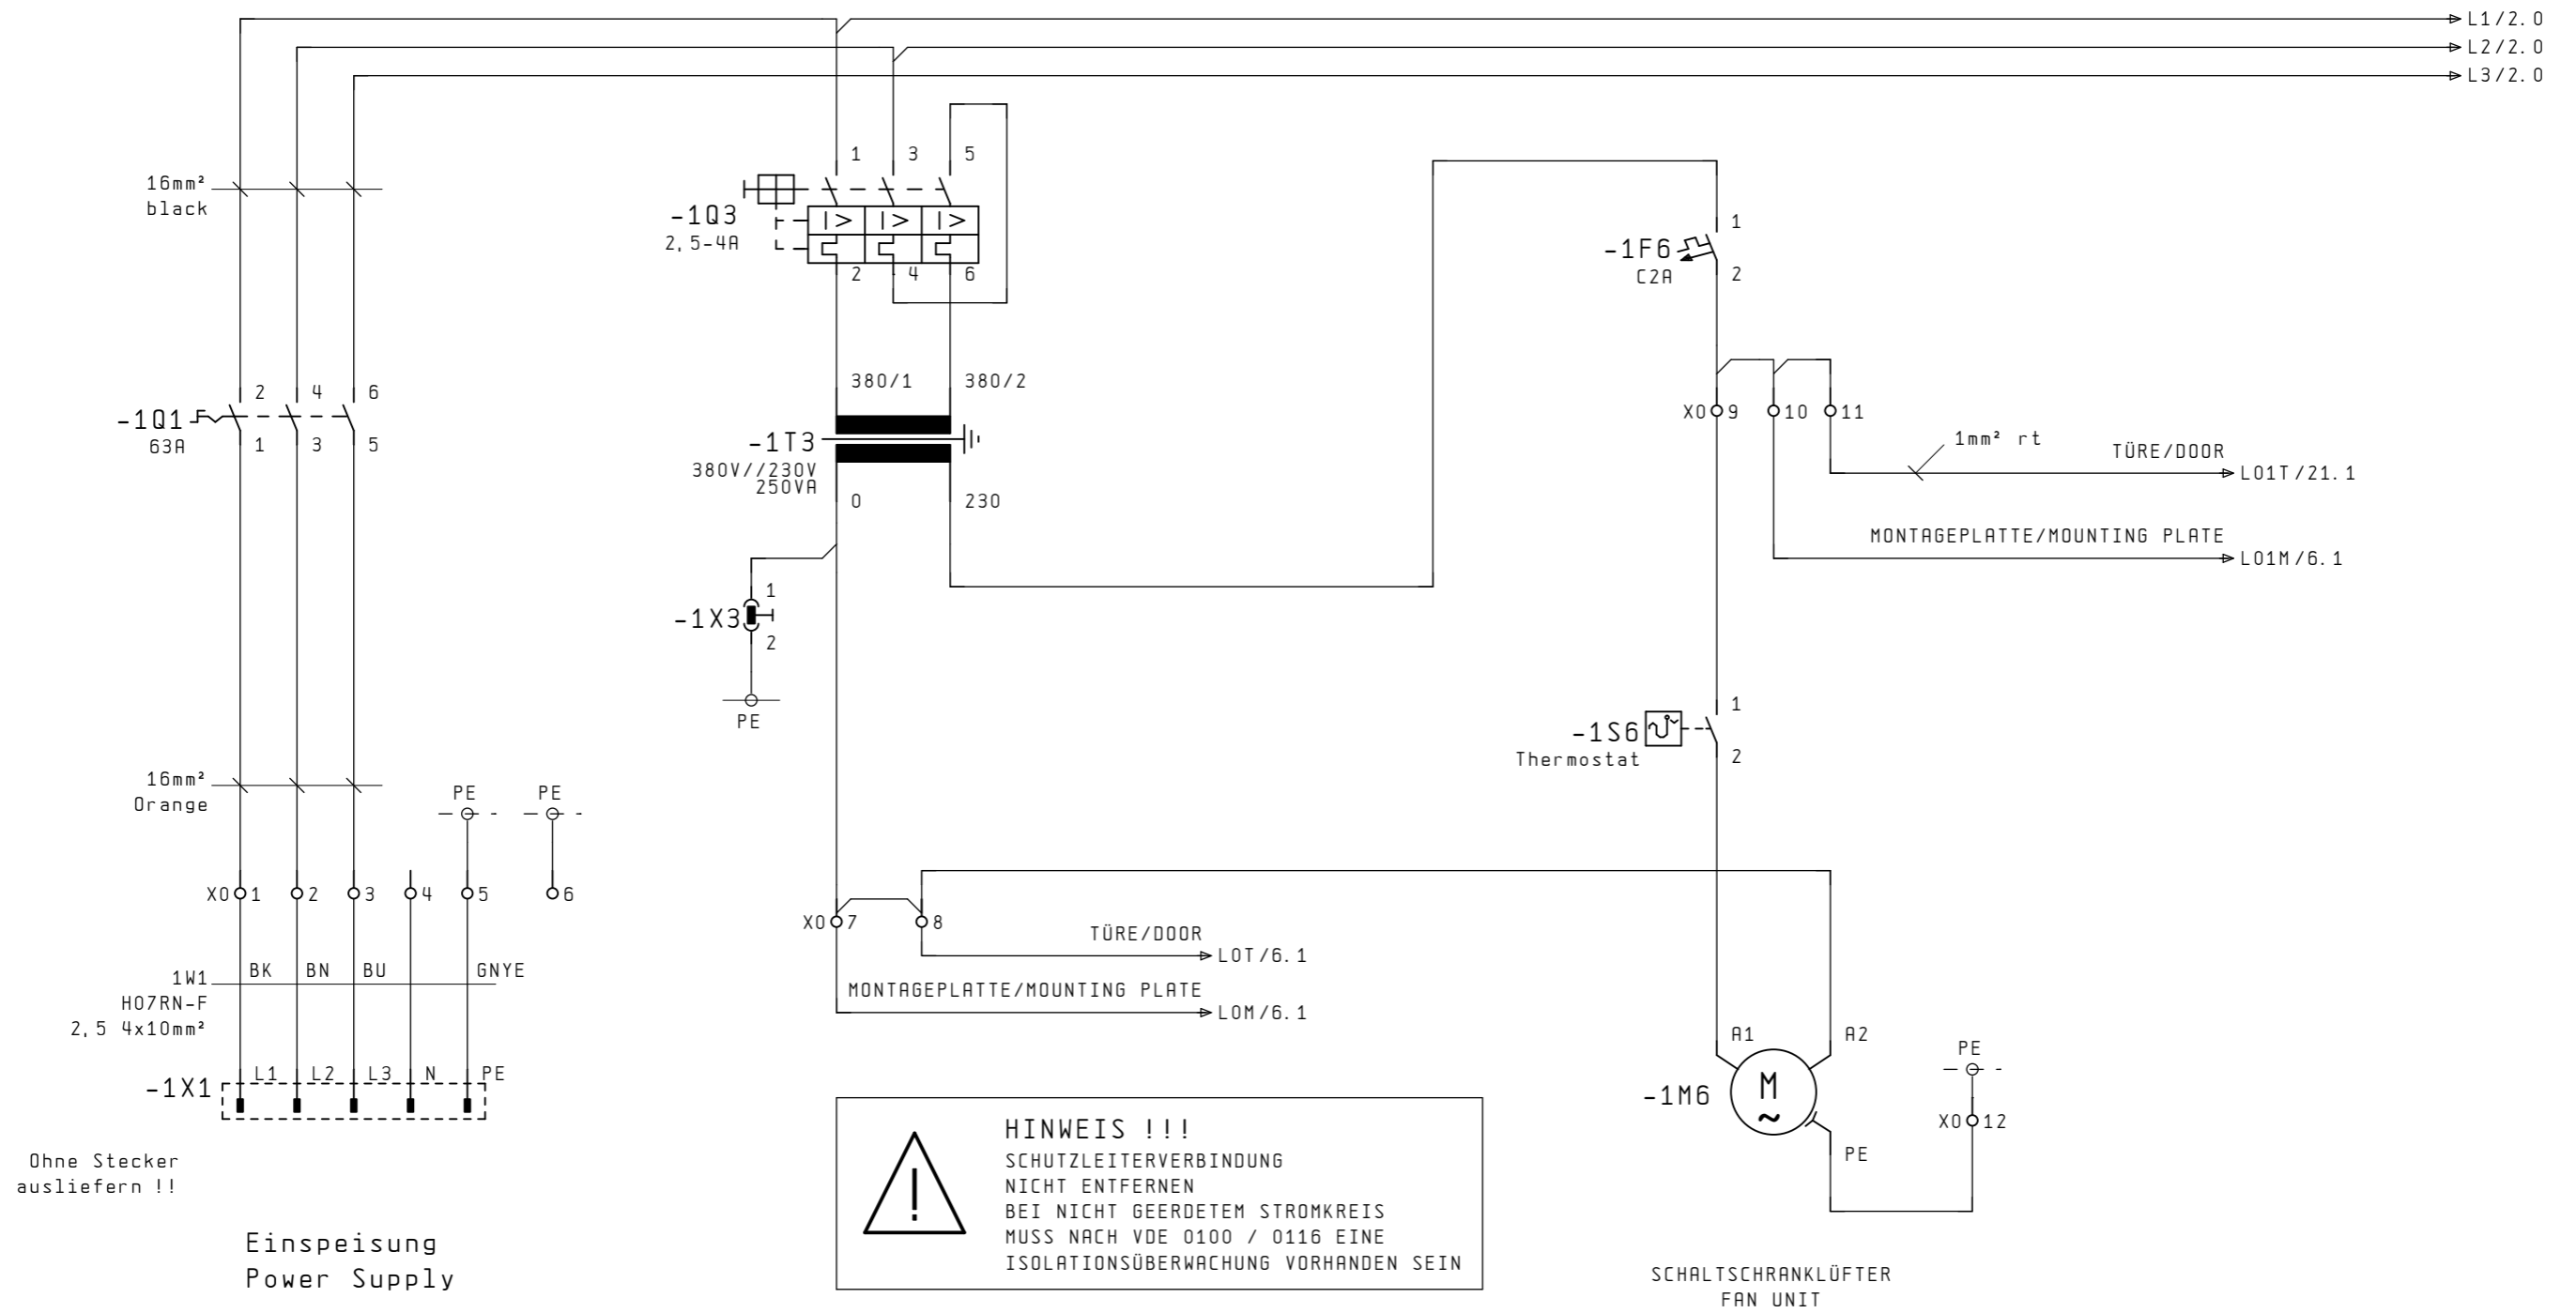 L1/2.0
L2/2.0
L3/2.0
16mm²
black
-1Q3
2,5-4A
1 3 5
2 4 6
-1F6
C2A
1
2
-1Q1
63A
2 4 6
1 3 5
380/1 380/2
-1T3
380V//230V
250VA
0 230
X0 9 10 11
1mm² rt
TÜRE/DOOR
L01T/21.1
MONTAGEPLATTE/MOUNTING PLATE
L01M/6.1
-1X3
1
2
PE
-1S6
Thermostat
1
2
16mm²
Orange
PE PE
X0 1 2 3 4 5 6
X0 7 8
TÜRE/DOOR
L0T/6.1
MONTAGEPLATTE/MOUNTING PLATE
L0M/6.1
1W1 BK BN BU GNYE
H07RN-F
2,5 4x10mm²
-1X1 L1 L2 L3 N PE
Ohne Stecker
ausliefern !!
Einspeisung
Power Supply
HINWEIS !!!
SCHUTZLEITERVERBINDUNG
NICHT ENTFERNEN
BEI NICHT GEERDETEM STROMKREIS
MUSS NACH VDE 0100 / 0116 EINE
ISOLATIONSÜBERWACHUNG VORHANDEN SEIN
A1 A2
-1M6
M
~
PE
PE
X0 12
SCHALTSCHRANKLÜFTER
FAN UNIT